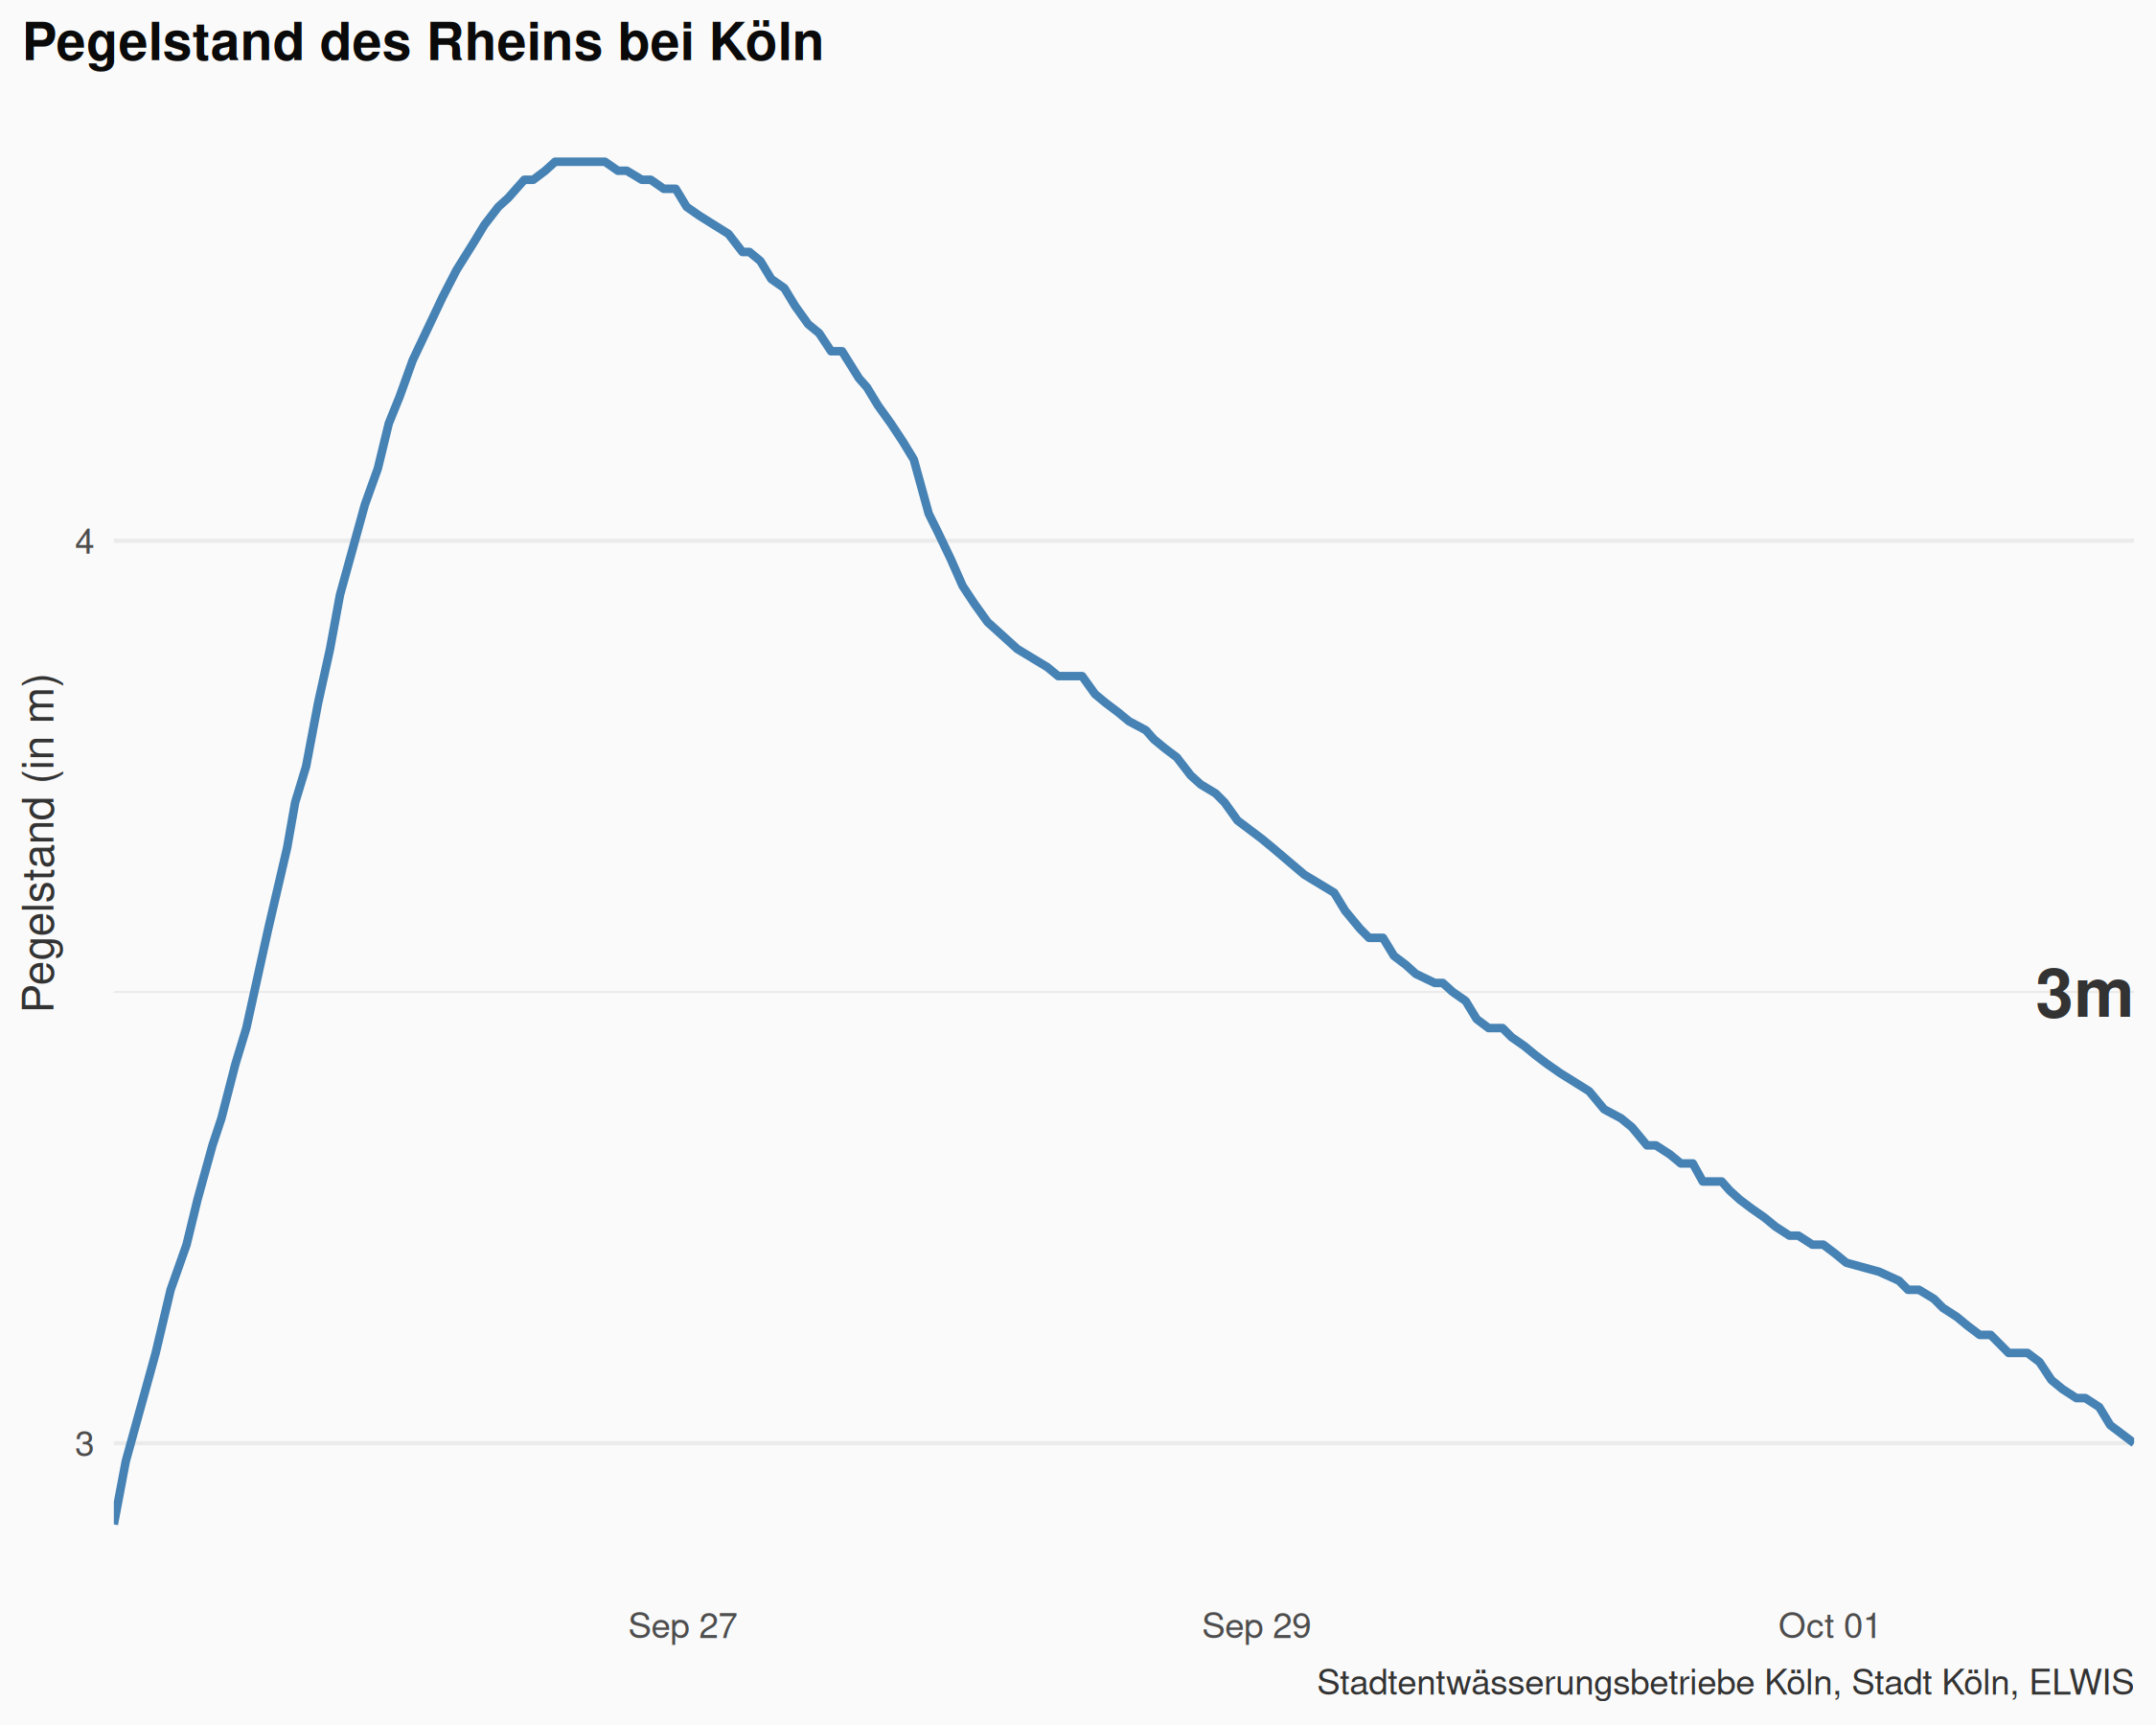 Pegelstand des Rheins bei Köln
Pegelstand (in m)
4
3
3m
Sep 27
Sep 29
Oct 01
Stadtentwässerungsbetriebe Köln, Stadt Köln, ELWIS